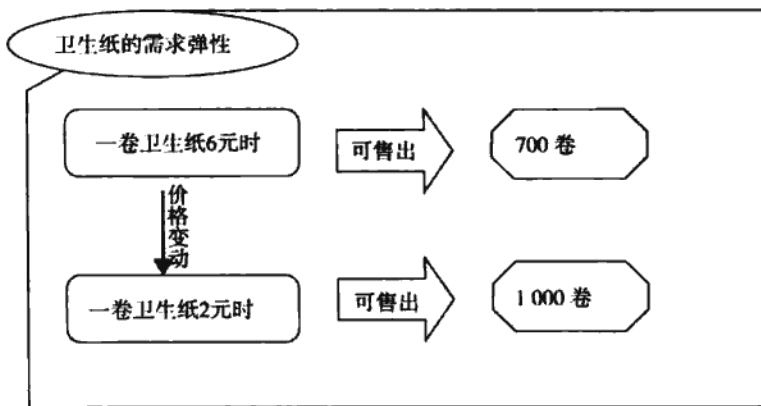 卫生纸的需求弹性
一卷卫生纸6元时
可售出
700 卷
价格变动
一卷卫生纸2元时
可售出
1 000 卷